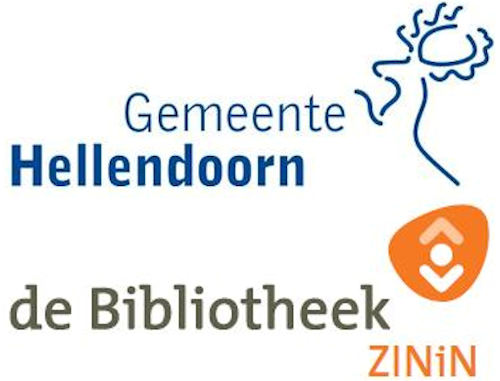 Gemeente
Hellendoorn
de Bibliotheek
ZINiN